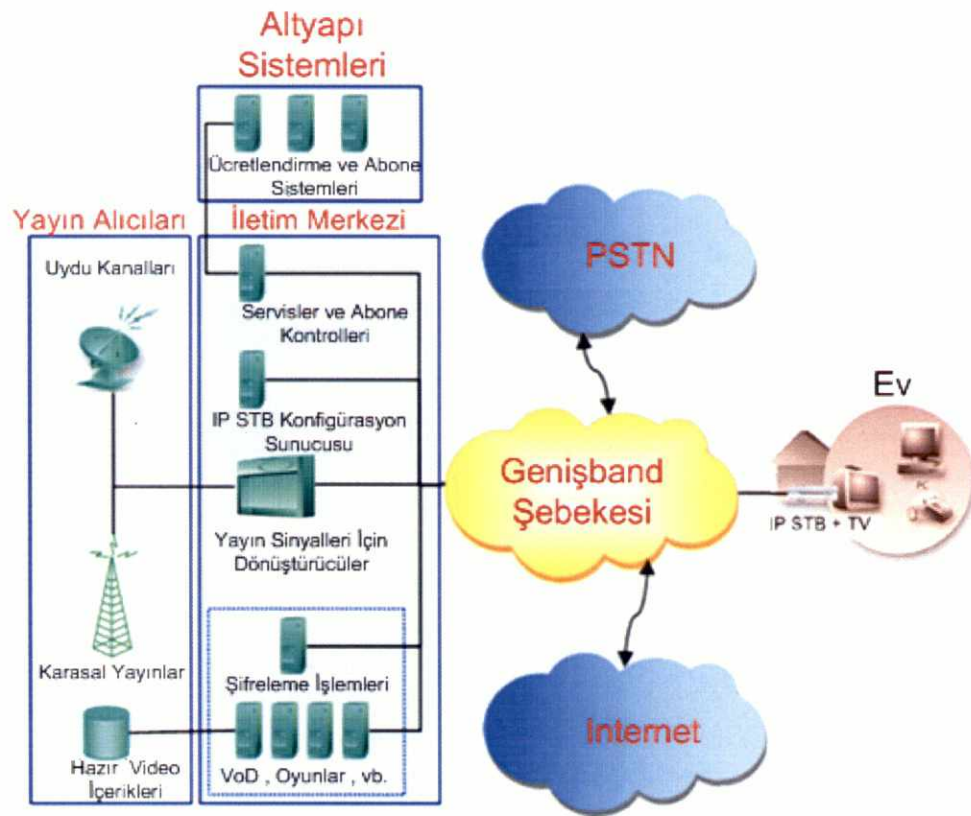 Altyapı
Sistemleri
Ücretlendirme ve Abone
Sistemleri
Yayın Alıcıları
Uydu Kanalları
Karasal Yayınlar
Hazır Video
İçerikleri
İletim Merkezi
Servisler ve Abone
Kontrolleri
IP STB Konfigürasyon
Sunucusu
Yayın Sinyalleri İçin
Dönüştürücüler
Şifreleme İşlemleri
VoD , Oyunlar , vb.
PSTN
Genişband
Şebekesi
Internet
Ev
PC
IP STB + TV